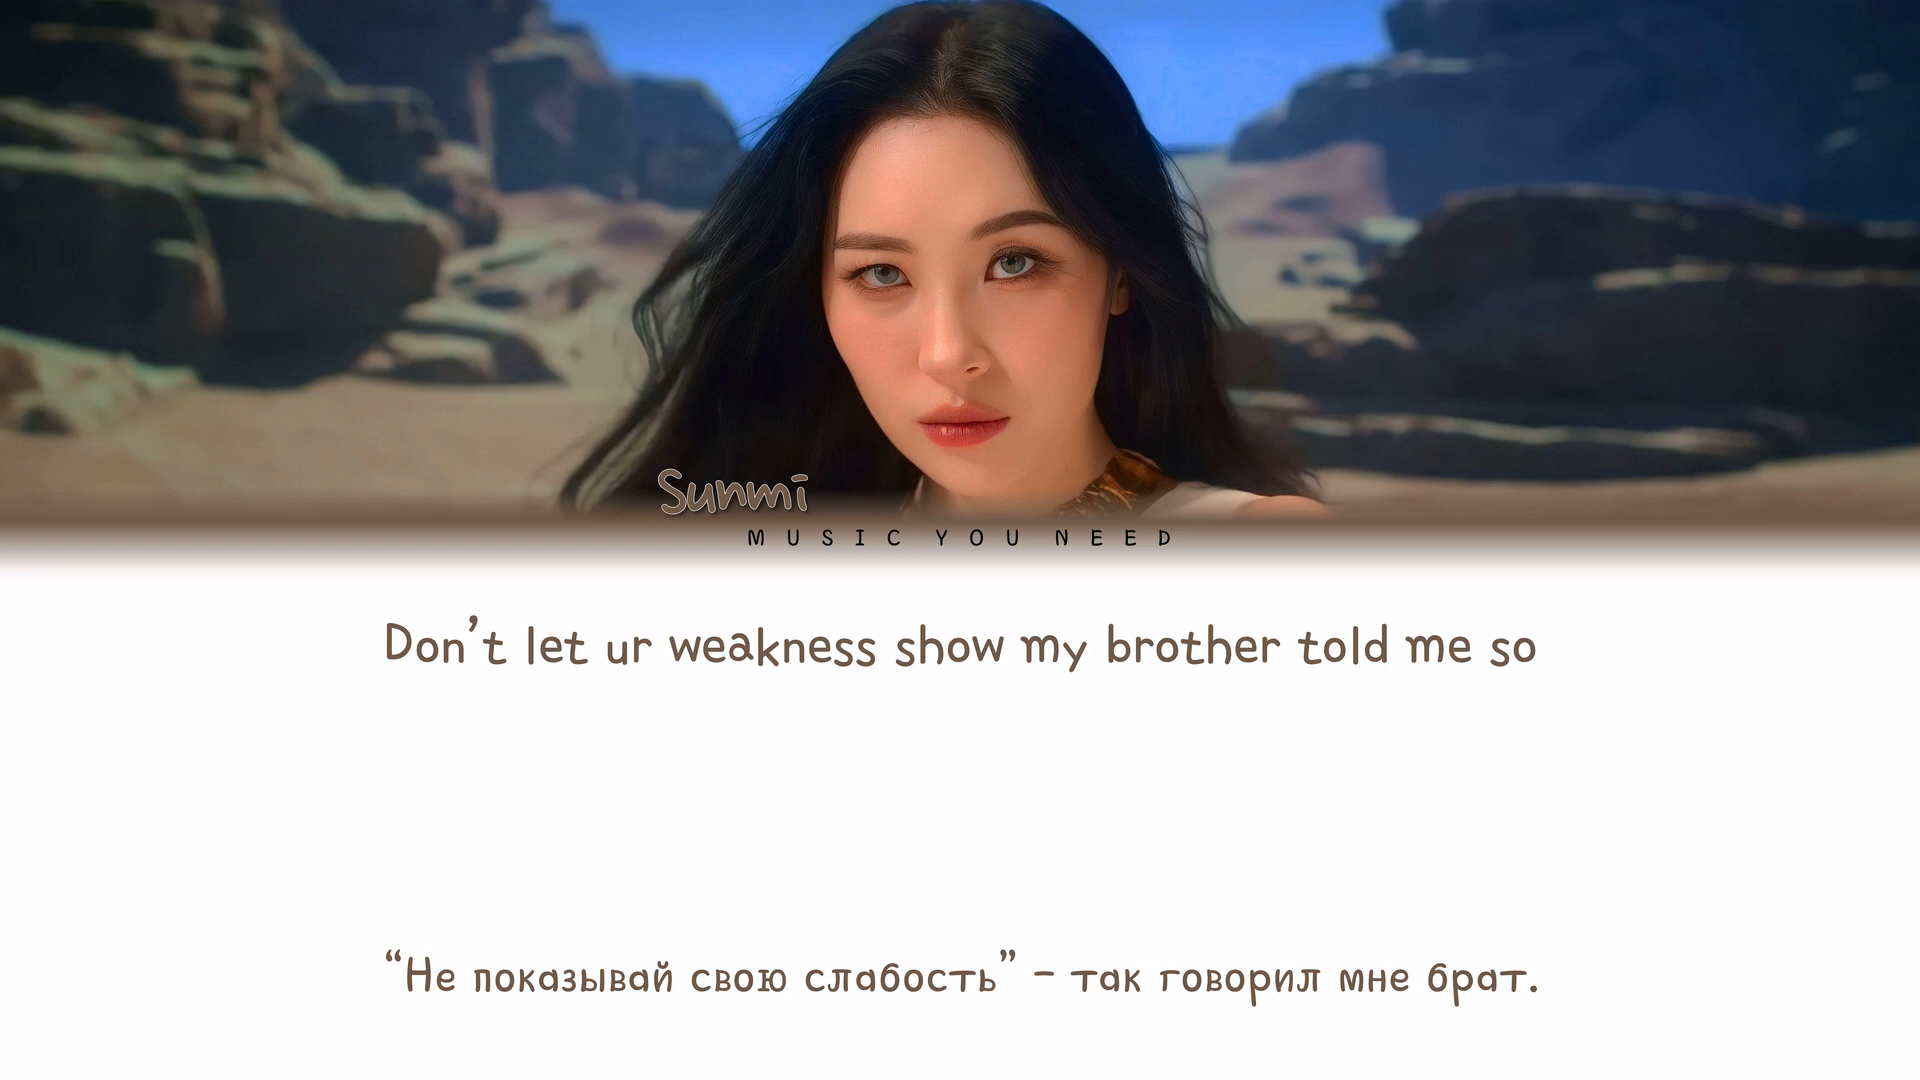 Sunmi
MUSIC YOU NEED
Don’t let ur weakness show my brother told me so
“Не показывай свою слабость” – так говорил мне брат.